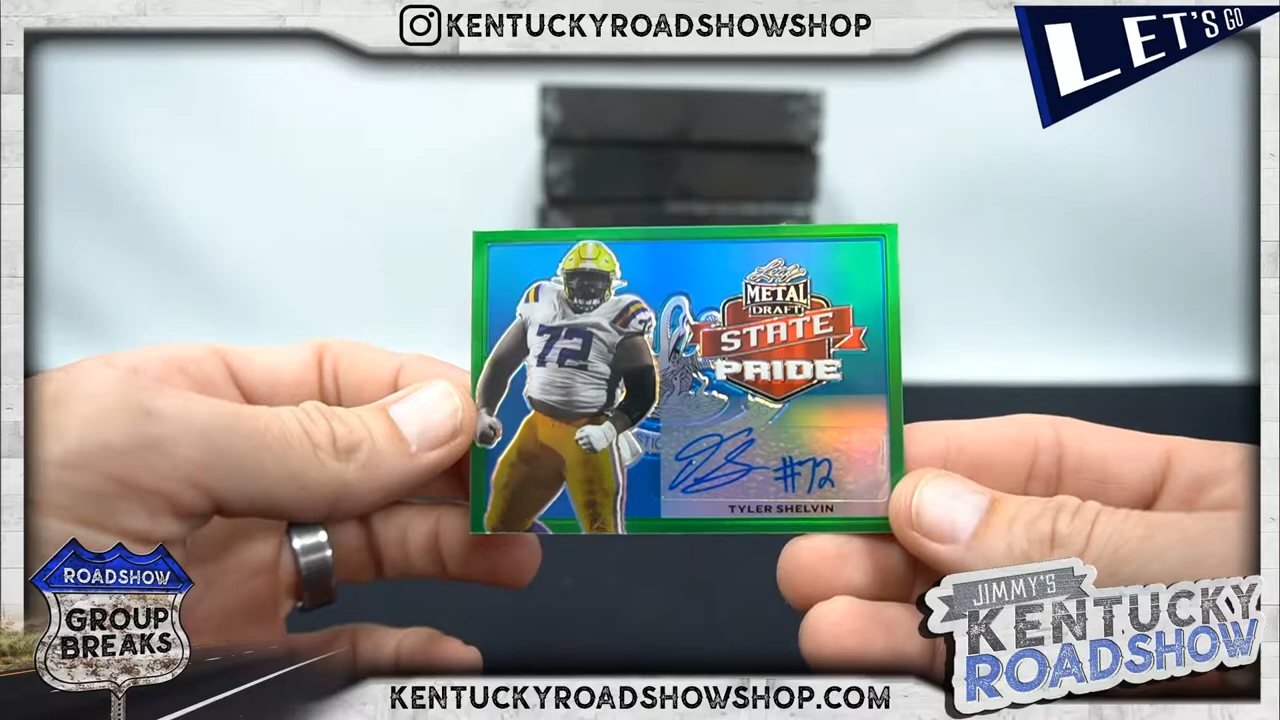 KENTUCKYROADSHOWSHOP
LET'S GO
Leaf
METAL
DRAFT
STATE
PRIDE
72
#72
TYLER SHELVIN
ROADSHOW
GROUP
BREAKS
JIMMY'S
KENTUCKY
ROADSHOW
KENTUCKYROADSHOWSHOP.COM